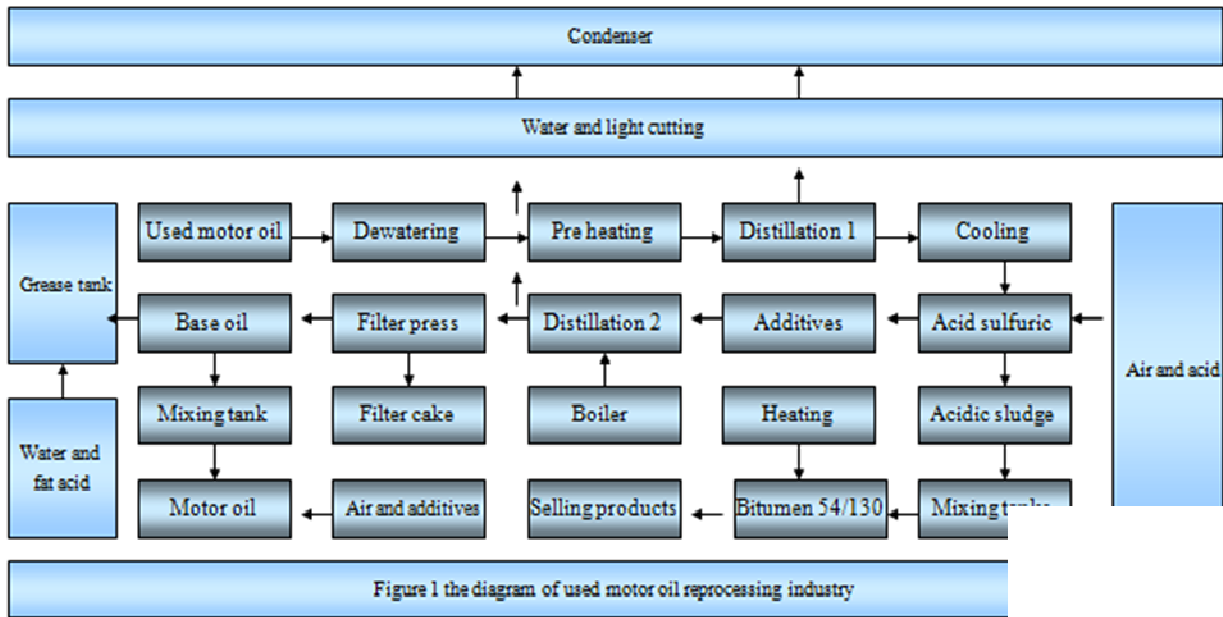 Condenser
Water and light cutting
Used motor oil
Dewatering
Pre heating
Distillation 1
Cooling
Grease tank
Base oil
Filter press
Distillation 2
Additives
Acid sulfuric
Air and acid
Mixing tank
Filter cake
Boiler
Heating
Acidic sludge
Water and
fat acid
Motor oil
Air and additives
Selling products
Bitumen 54/130
Mixing
Figure 1 the diagram of used motor oil reprocessing industry